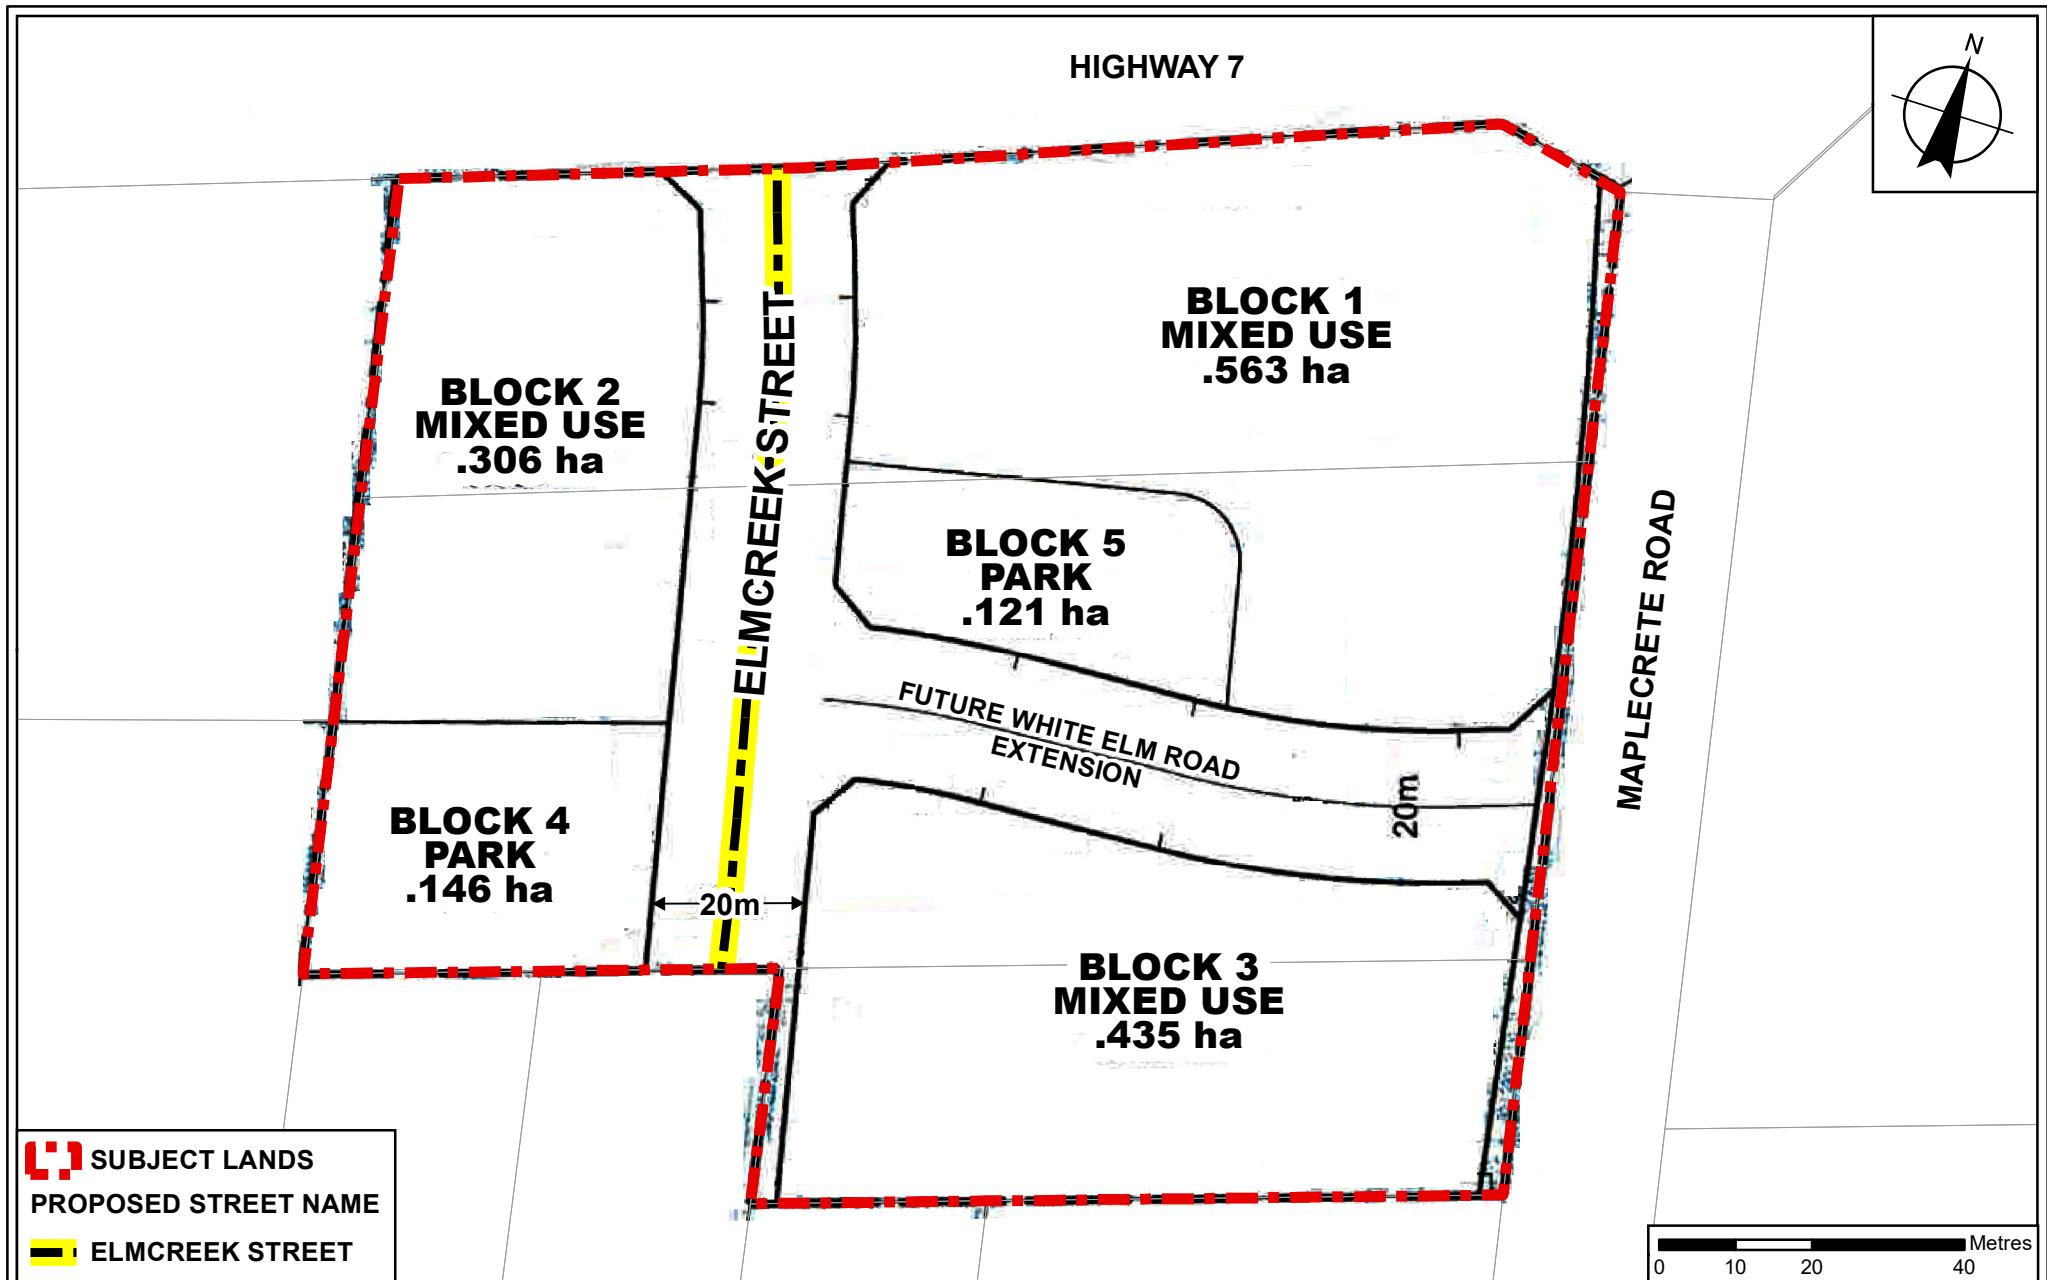 HIGHWAY 7
N
BLOCK 1
MIXED USE
.563 ha
BLOCK 2
MIXED USE
.306 ha
ELMCREEK STREET
BLOCK 5
PARK
.121 ha
MAPLECRETE ROAD
FUTURE WHITE ELM ROAD
EXTENSION
20m
BLOCK 4
PARK
.146 ha
20m
BLOCK 3
MIXED USE
.435 ha
SUBJECT LANDS
PROPOSED STREET NAME
ELMCREEK STREET
Metres
0 10 20 40